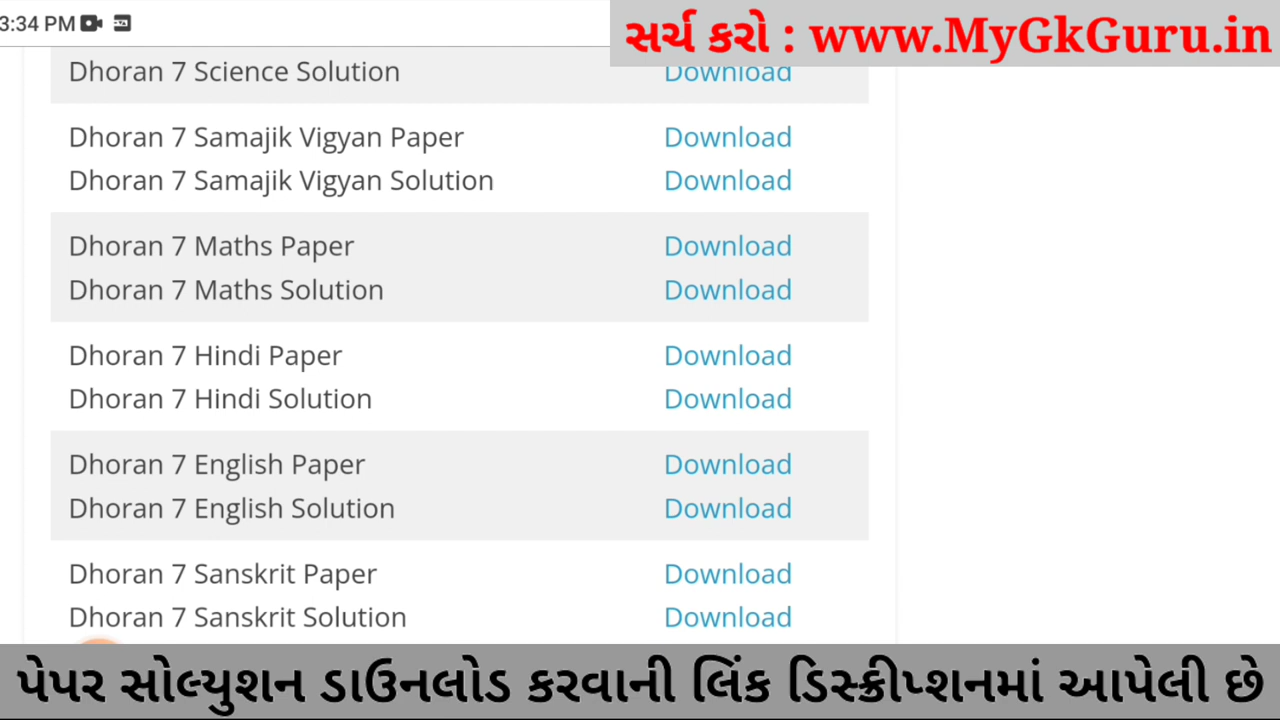 3:34 PM
સર્ચ કરો : www.MyGkGuru.in
Dhoran 7 Science Solution Download
Dhoran 7 Samajik Vigyan Paper Download
Dhoran 7 Samajik Vigyan Solution Download
Dhoran 7 Maths Paper Download
Dhoran 7 Maths Solution Download
Dhoran 7 Hindi Paper Download
Dhoran 7 Hindi Solution Download
Dhoran 7 English Paper Download
Dhoran 7 English Solution Download
Dhoran 7 Sanskrit Paper Download
Dhoran 7 Sanskrit Solution Download
પેપર સોલ્યુશન ડાઉનલોડ કરવાની લિંક ડિસ્ક્રીપ્શનમાં આપેલી છે